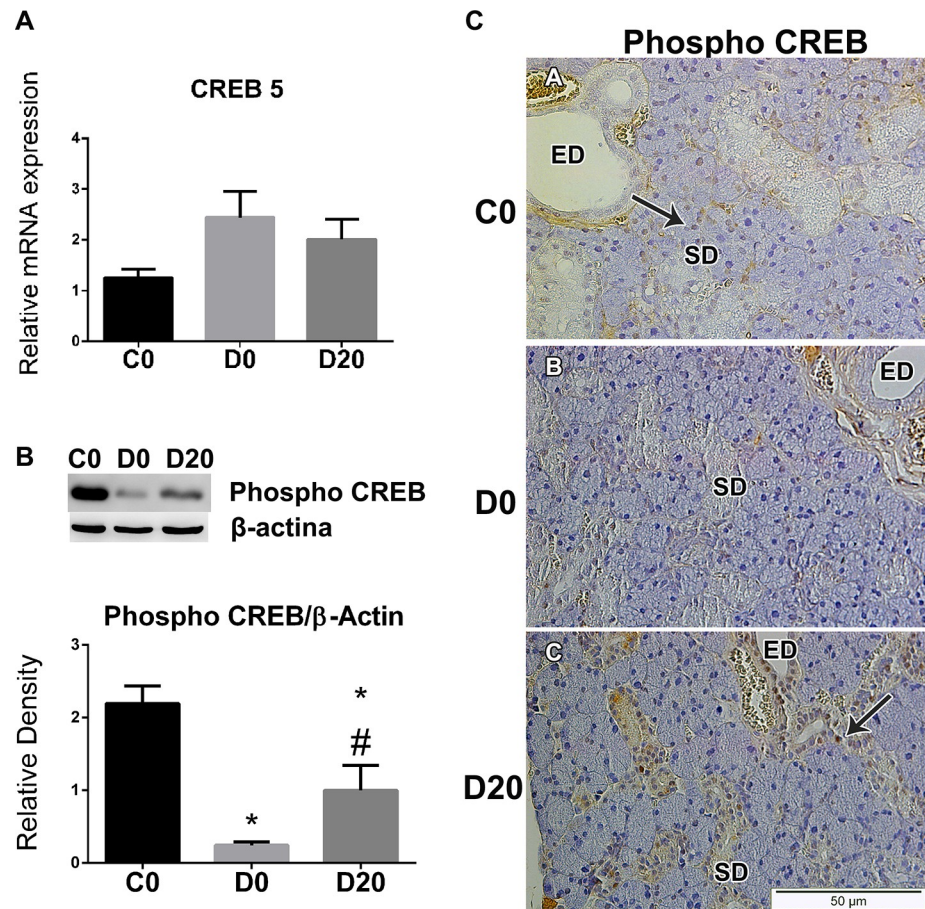 A
CREB 5
Relative mRNA expression
4
3
2
1
0
C0 D0 D20
B
C0 D0 D20
Phospho CREB
β-actina
Phospho CREB/β-Actin
Relative Density
3
2
1
0
*
*
#
C0 D0 D20
C
Phospho CREB
C0
A
ED
SD
D0
B
ED
SD
D20
C
ED
SD
50 µm